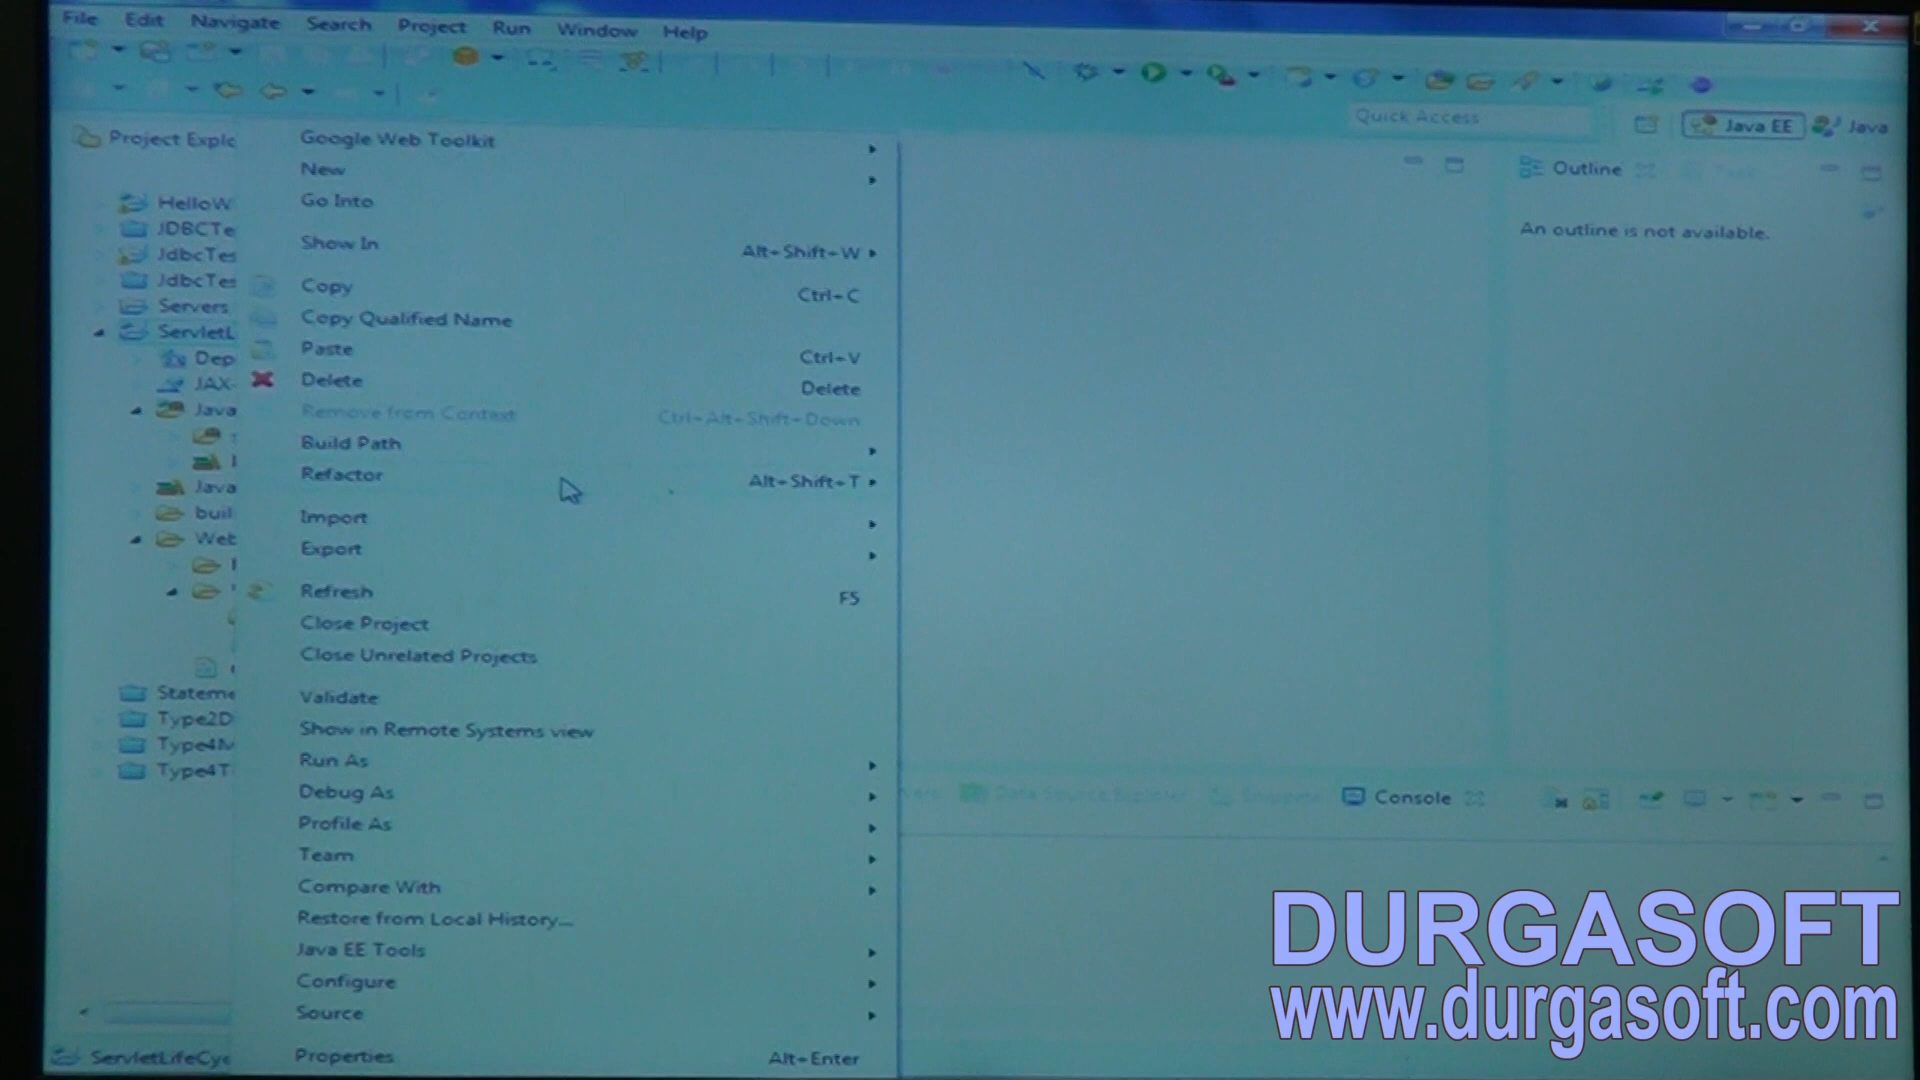 File Edit Navigate Search Project Run Window Help
Quick Access
Java EE Java
Project Explo
HelloW
JDBCTe
JdbcTes
JdbcTes
Servers
ServletL
Dep
JAX-
Java
Java
buil
Web
Stateme
Type2D
Type4M
Type4T
ServletLifeCyc
Google Web Toolkit
New
Go Into
Show In Alt+Shift+W
Copy Ctrl+C
Copy Qualified Name
Paste Ctrl+V
Delete Delete
Remove from Context Ctrl+Alt+Shift+Down
Build Path
Refactor Alt+Shift+T
Import
Export
Refresh F5
Close Project
Close Unrelated Projects
Validate
Show in Remote Systems view
Run As
Debug As
Profile As
Team
Compare With
Restore from Local History...
Java EE Tools
Configure
Source
Properties Alt+Enter
Outline
An outline is not available.
Data Source Explorer Snippets Console
DURGASOFT
www.durgasoft.com